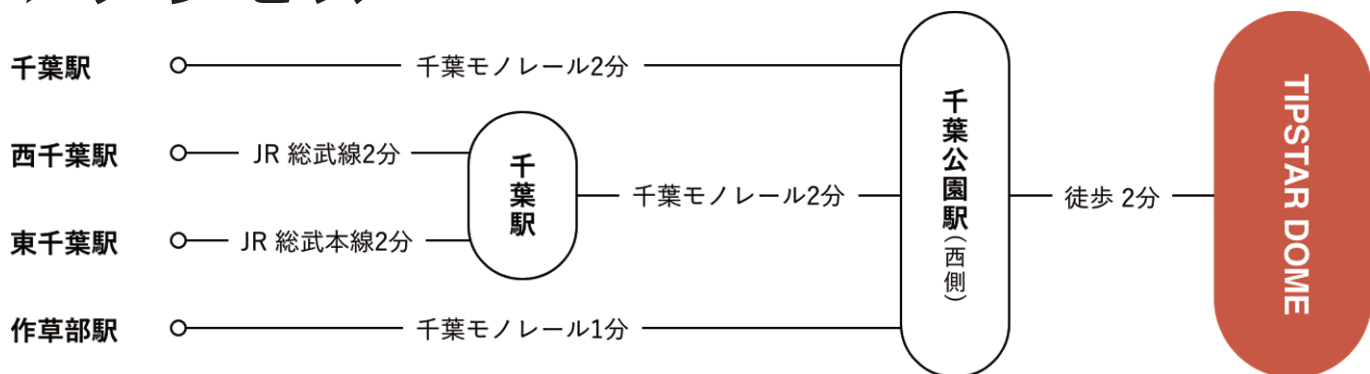 千葉駅
千葉モノレール2分
西千葉駅
JR 総武線2分
東千葉駅
JR 総武本線2分
千葉駅
千葉モノレール2分
作草部駅
千葉モノレール1分
千葉公園駅(西側)
徒歩 2分
TIPSTAR DOME